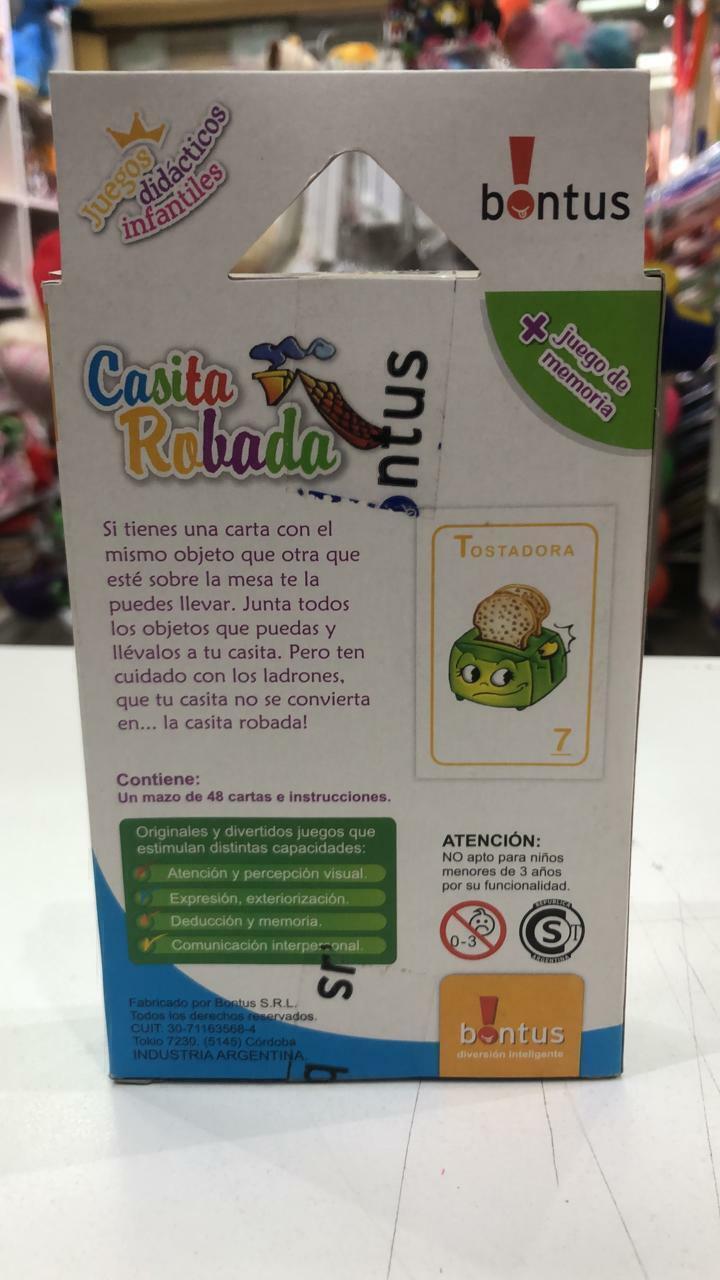 Juegos
didácticos
infantiles
bontus
Casita
Robada
x juego de
memoria
ntus
Si tienes una carta con el
mismo objeto que otra que
esté sobre la mesa te la
puedes llevar. Junta todos
los objetos que puedas y
llévalos a tu casita. Pero ten
cuidado con los ladrones,
que tu casita no se convierta
en... la casita robada!
TOSTADORA
7
Contiene:
Un mazo de 48 cartas e instrucciones.
Originales y divertidos juegos que
estimulan distintas capacidades:
Atención y percepción visual.
Expresión, exteriorización.
Deducción y memoria.
Comunicación interpersonal.
ATENCIÓN:
NO apto para niños
menores de 3 años
por su funcionalidad.
0-3
REPUBLICA
S
T
ARGENTINA
srl
b
Fabricado por Bontus S.R.L.
Todos los derechos reservados.
CUIT: 30-71163568-4
Tokio 7230. (5145) Córdoba
INDUSTRIA ARGENTINA.
bontus
diversión inteligente